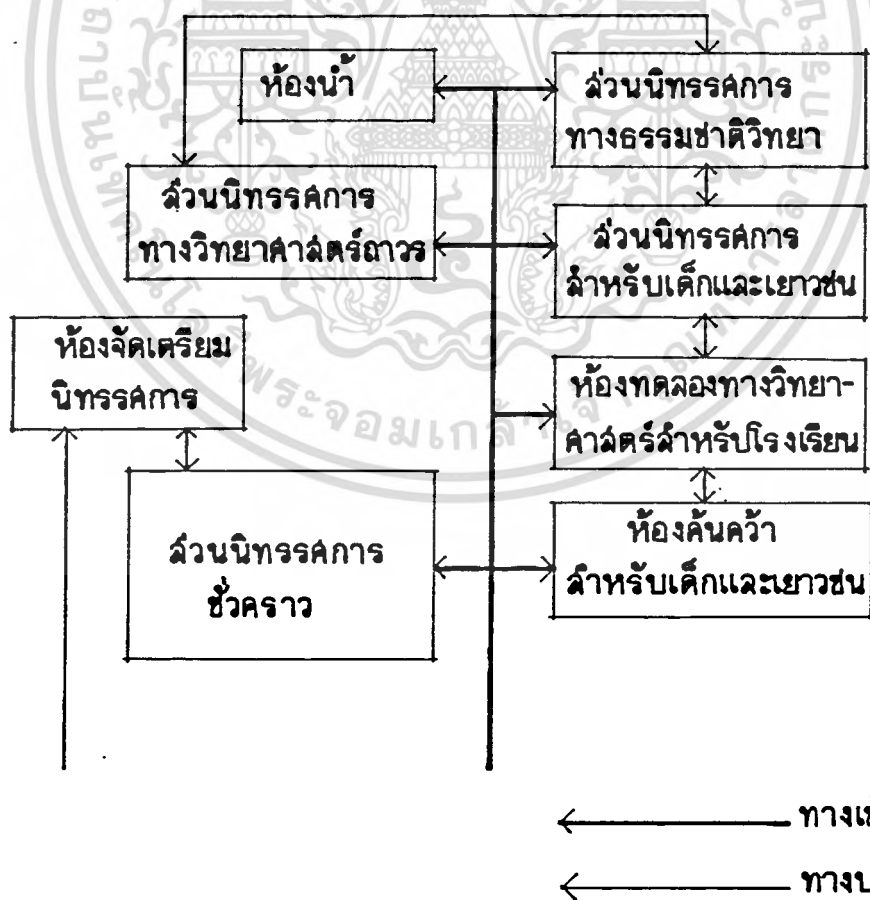 ห้องน้ำ
ส่วนนิทรรศการ
ทางธรรมชาติวิทยา
ส่วนนิทรรศการ
ทางวิทยาศาสตร์ถาวร
ส่วนนิทรรศการ
สำหรับเด็กและเยาวชน
ห้องจัดเตรียม
นิทรรศการ
ห้องทดลองทางวิทยา-
ศาสตร์สำหรับโรงเรียน
ส่วนนิทรรศการ
ชั่วคราว
ห้องค้นคว้า
สำหรับเด็กและเยาวชน